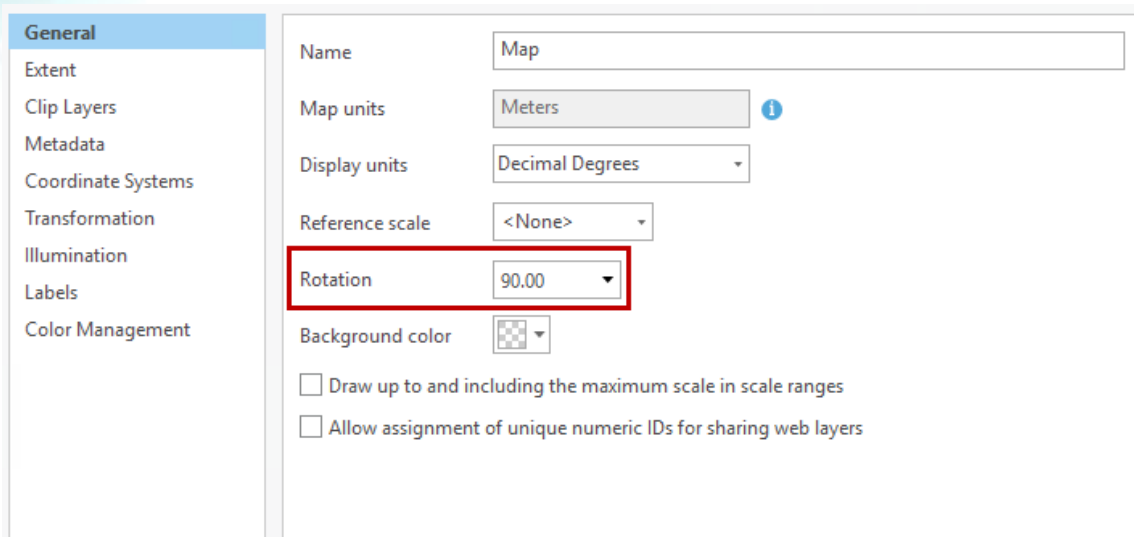 General
Extent
Clip Layers
Metadata
Coordinate Systems
Transformation
Illumination
Labels
Color Management
Name Map
Map units Meters
Display units Decimal Degrees
Reference scale <None>
Rotation 90.00
Background color
Draw up to and including the maximum scale in scale ranges
Allow assignment of unique numeric IDs for sharing web layers